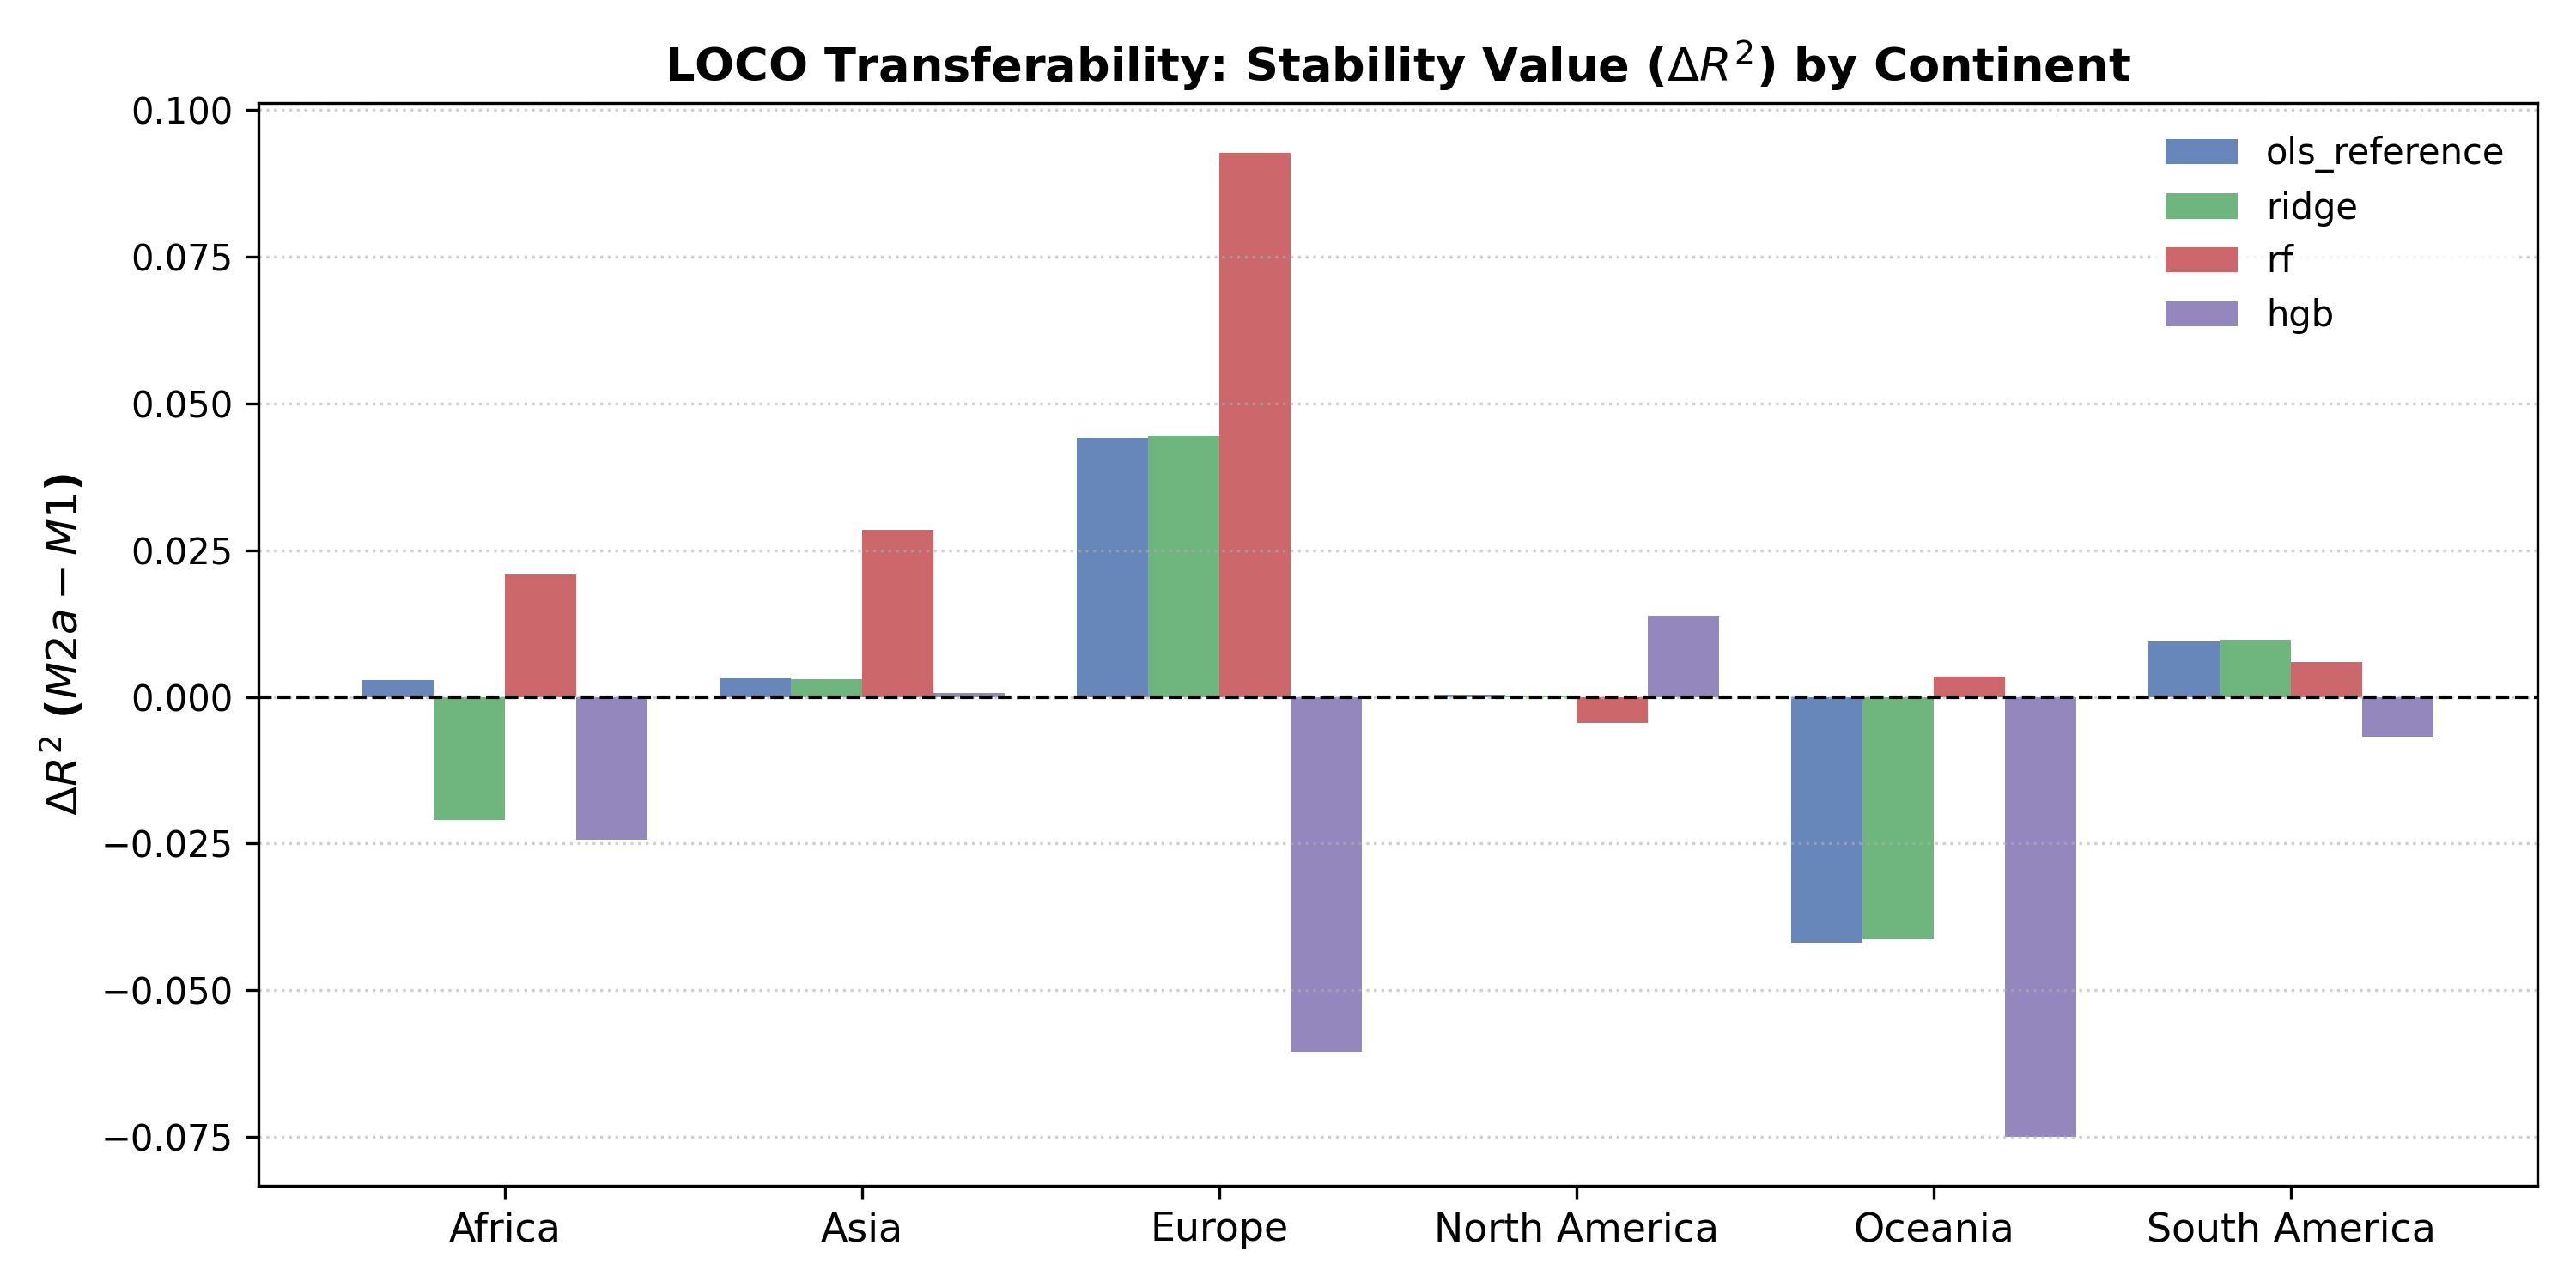 LOCO Transferability: Stability Value (ΔR²) by Continent
ΔR² (M2a − M1)
0.100
0.075
0.050
0.025
0.000
−0.025
−0.050
−0.075
ols_reference
ridge
rf
hgb
Africa
Asia
Europe
North America
Oceania
South America